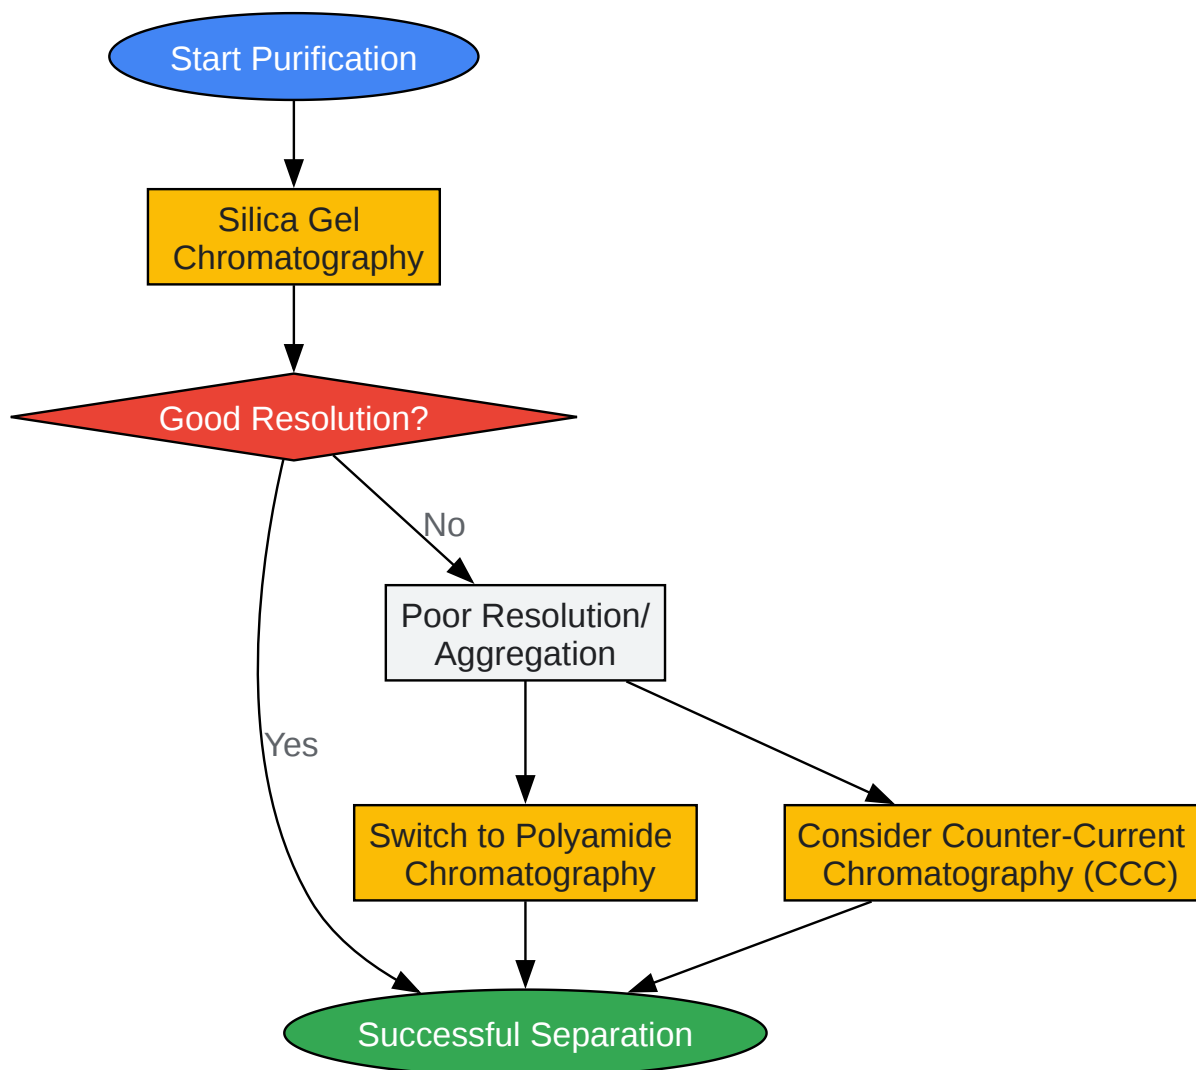 Start Purification
Silica Gel
Chromatography
Good Resolution?
No
Poor Resolution/
Aggregation
Yes
Switch to Polyamide
Chromatography
Consider Counter-Current
Chromatography (CCC)
Successful Separation